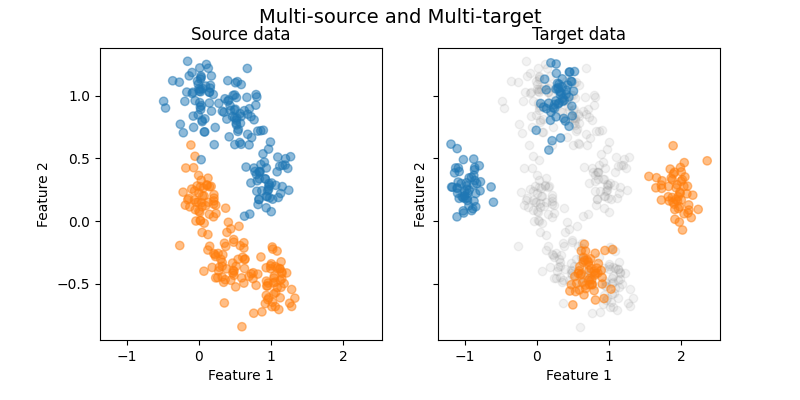 Multi-source and Multi-target
Source data
Target data
1.0
0.5
0.0
−0.5
Feature 2
−1
0
1
2
Feature 1
Feature 2
−1
0
1
2
Feature 1